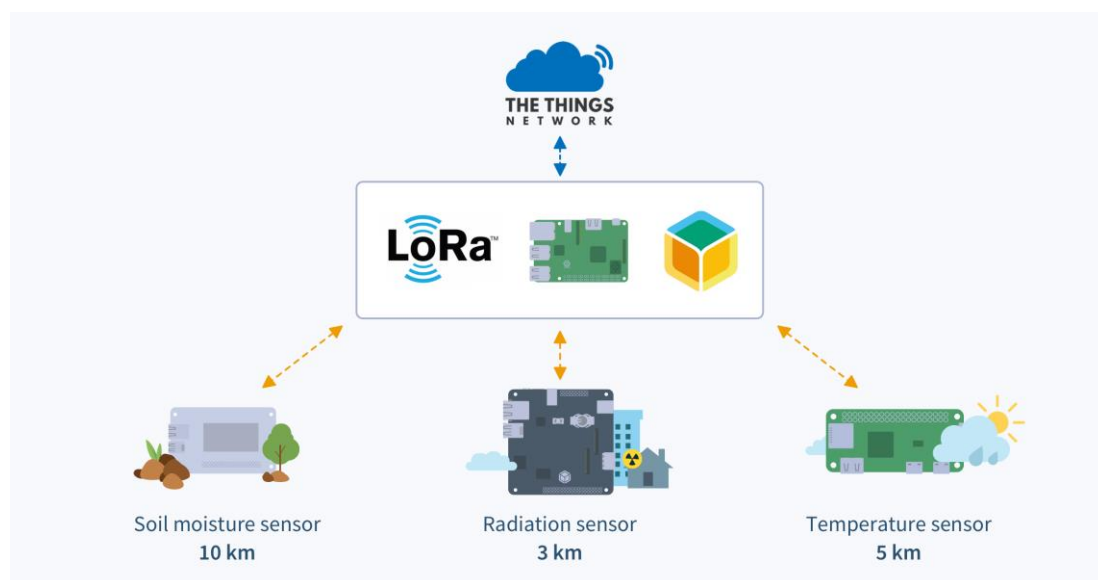 THE THINGS
NETWORK
LoRa™
Soil moisture sensor
10 km
Radiation sensor
3 km
Temperature sensor
5 km